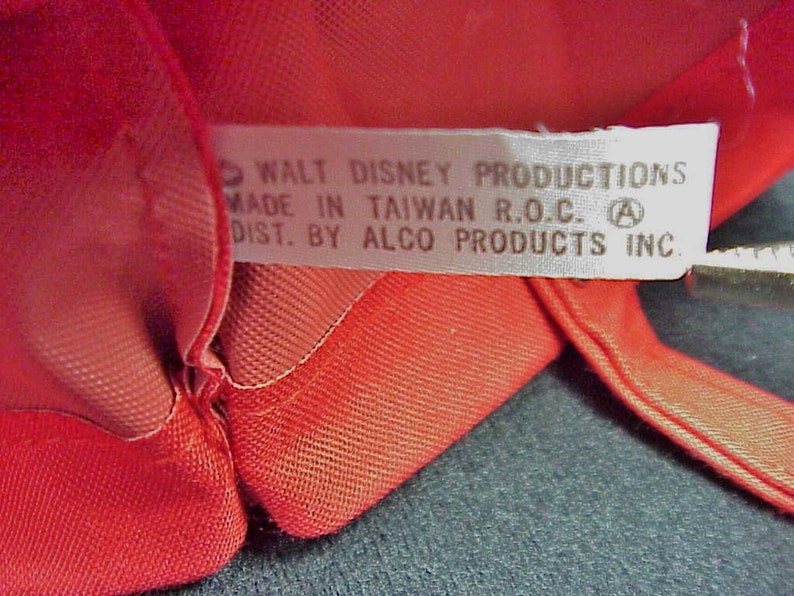 © WALT DISNEY PRODUCTIONS
MADE IN TAIWAN R.O.C. Ⓐ
DIST. BY ALCO PRODUCTS INC.